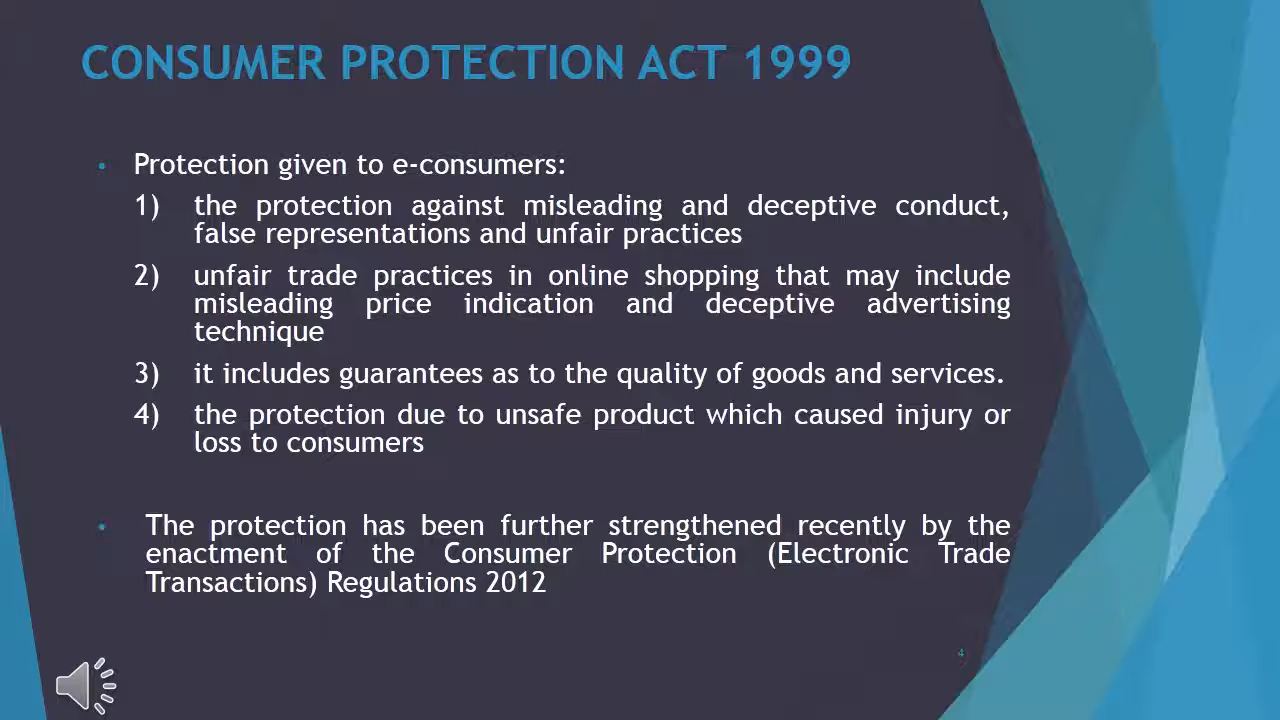 CONSUMER PROTECTION ACT 1999
• Protection given to e-consumers:
1) the protection against misleading and deceptive conduct,
false representations and unfair practices
2) unfair trade practices in online shopping that may include
misleading price indication and deceptive advertising
technique
3) it includes guarantees as to the quality of goods and services.
4) the protection due to unsafe product which caused injury or
loss to consumers
• The protection has been further strengthened recently by the
enactment of the Consumer Protection (Electronic Trade
Transactions) Regulations 2012
4